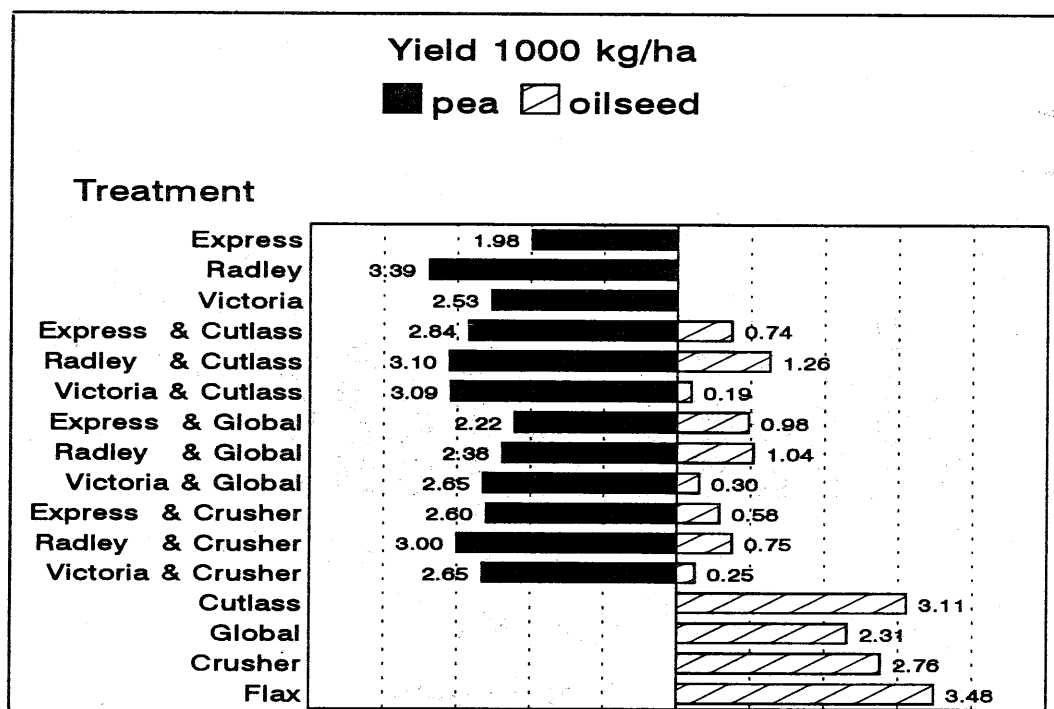 Yield 1000 kg/ha
pea oilseed
Treatment
Express 1.98
Radley 3.39
Victoria 2.53
Express & Cutlass 2.84 0.74
Radley & Cutlass 3.10 1.26
Victoria & Cutlass 3.09 0.19
Express & Global 2.22 0.98
Radley & Global 2.38 1.04
Victoria & Global 2.65 0.30
Express & Crusher 2.60 0.58
Radley & Crusher 3.00 0.75
Victoria & Crusher 2.65 0.25
Cutlass 3.11
Global 2.31
Crusher 2.76
Flax 3.48